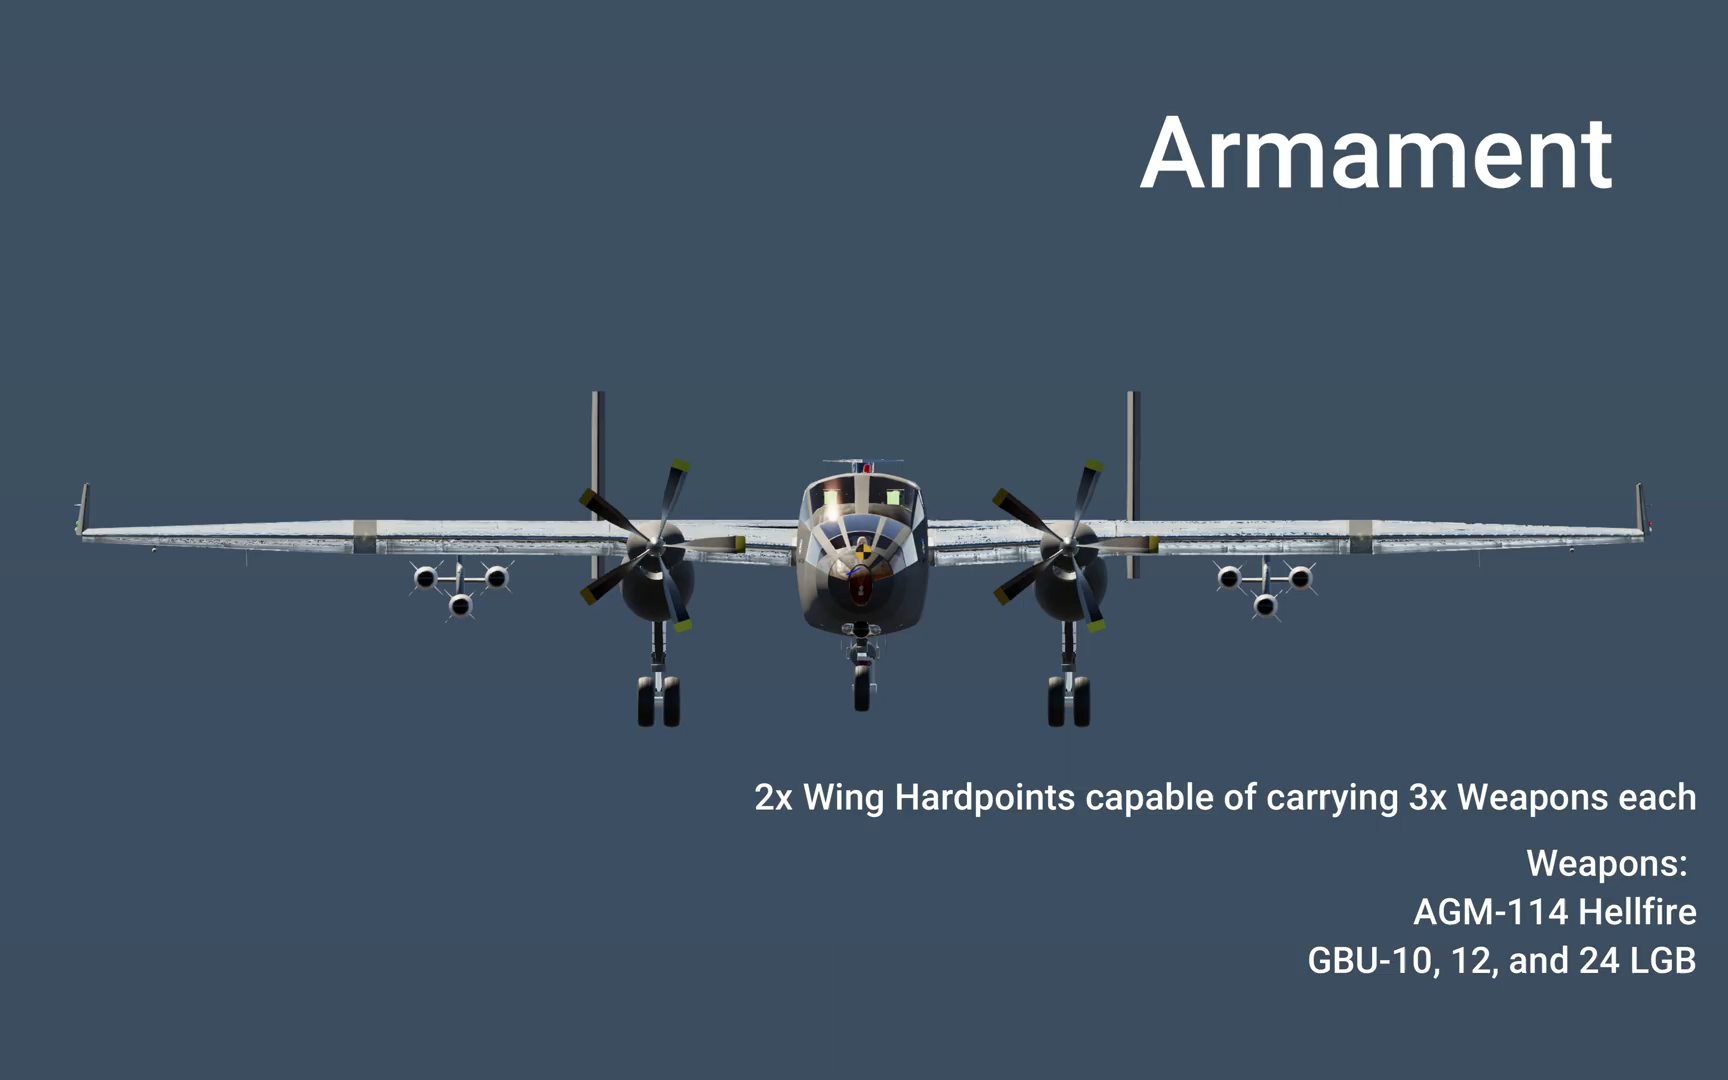 Armament
2x Wing Hardpoints capable of carrying 3x Weapons each
Weapons:
AGM-114 Hellfire
GBU-10, 12, and 24 LGB